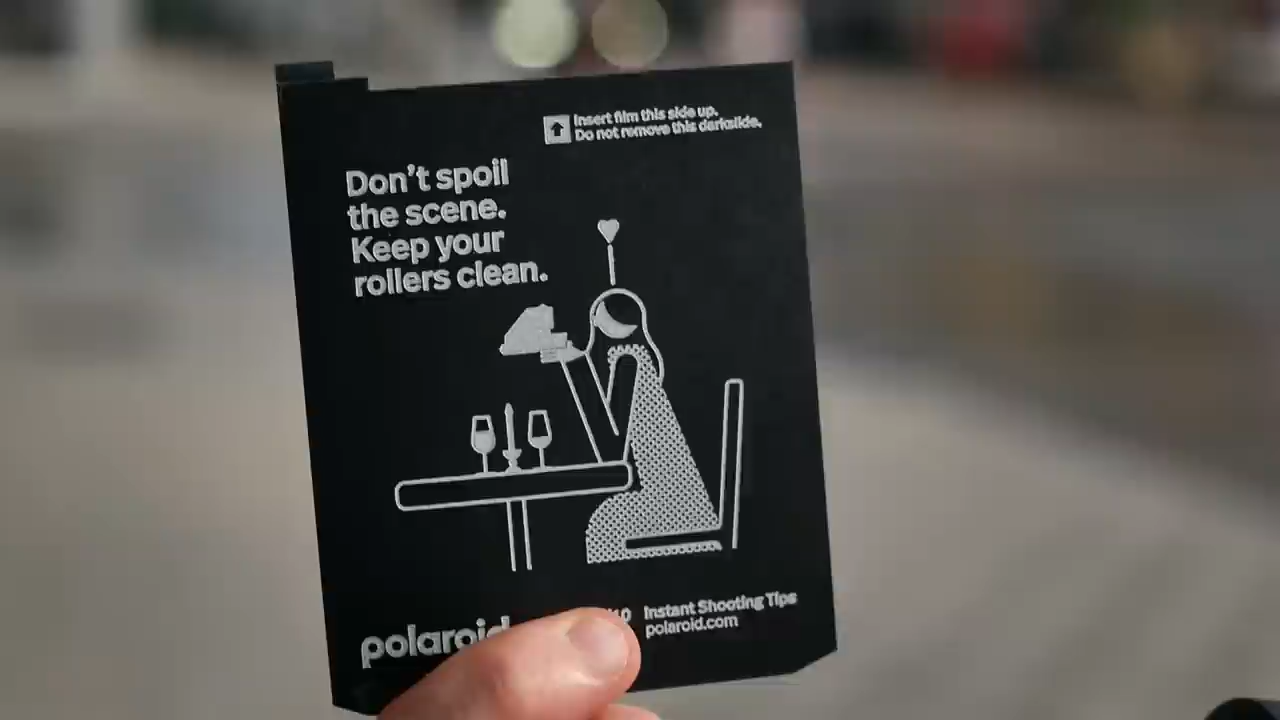 Insert film this side up.
Do not remove this darkslide.
Don't spoil
the scene.
Keep your
rollers clean.
polaroid
Instant Shooting Tips
polaroid.com